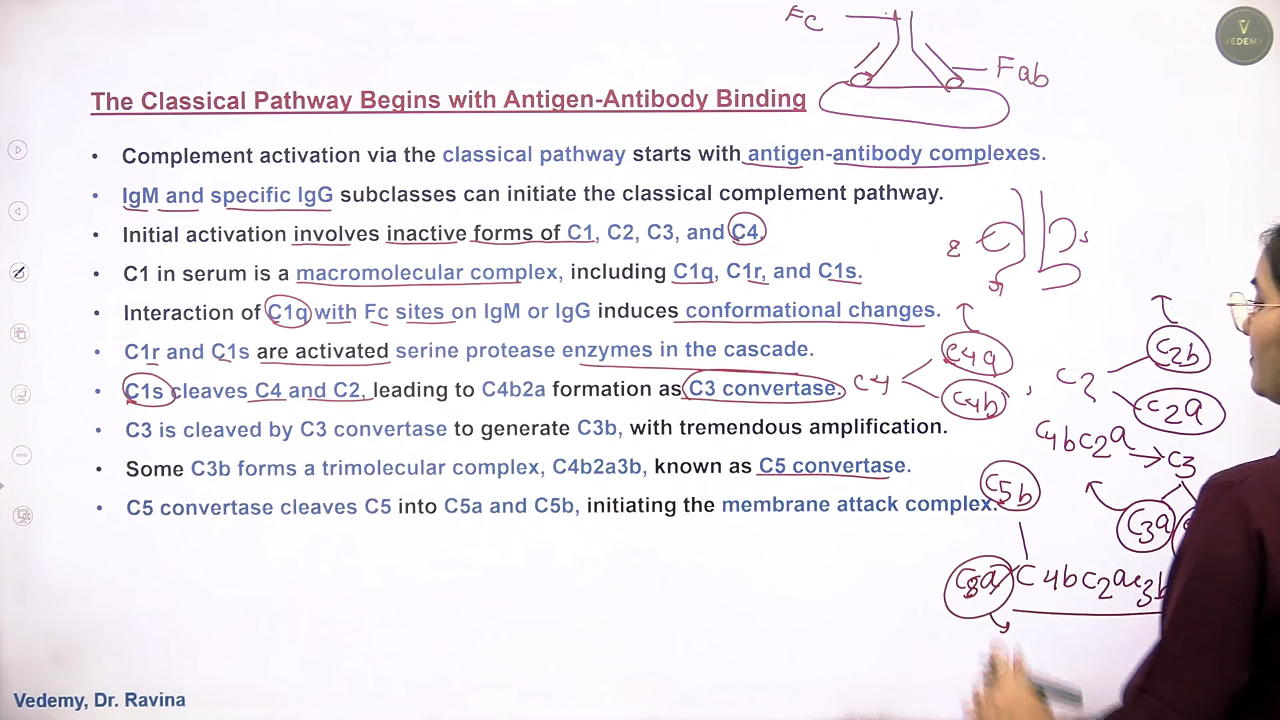 Fc
Fab
VEDEMY
The Classical Pathway Begins with Antigen-Antibody Binding
• Complement activation via the classical pathway starts with antigen-antibody complexes.
• IgM and specific IgG subclasses can initiate the classical complement pathway.
• Initial activation involves inactive forms of C1, C2, C3, and C4.
• C1 in serum is a macromolecular complex, including C1q, C1r, and C1s.
• Interaction of C1q with Fc sites on IgM or IgG induces conformational changes.
• C1r and C1s are activated serine protease enzymes in the cascade.
• C1s cleaves C4 and C2, leading to C4b2a formation as C3 convertase.
• C3 is cleaved by C3 convertase to generate C3b, with tremendous amplification.
• Some C3b forms a trimolecular complex, C4b2a3b, known as C5 convertase.
• C5 convertase cleaves C5 into C5a and C5b, initiating the membrane attack complex.
C4 C4a C4b , C2 C2b C2a
C4bC2a → C3
C5b C3a
C4bC2aC3b
Vedemy, Dr. Ravina